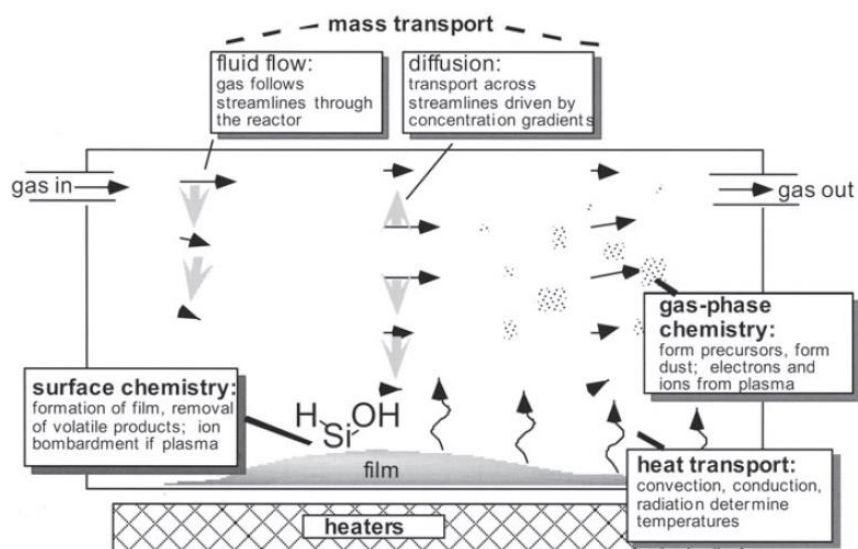 mass transport
fluid flow:
gas follows
streamlines through
the reactor
diffusion:
transport across
streamlines driven by
concentration gradients
gas in
gas out
gas-phase
chemistry:
form precursors, form
dust; electrons and
ions from plasma
surface chemistry:
formation of film, removal
of volatile products; ion
bombardment if plasma
H
Si
OH
film
heat transport:
convection, conduction,
radiation determine
temperatures
heaters